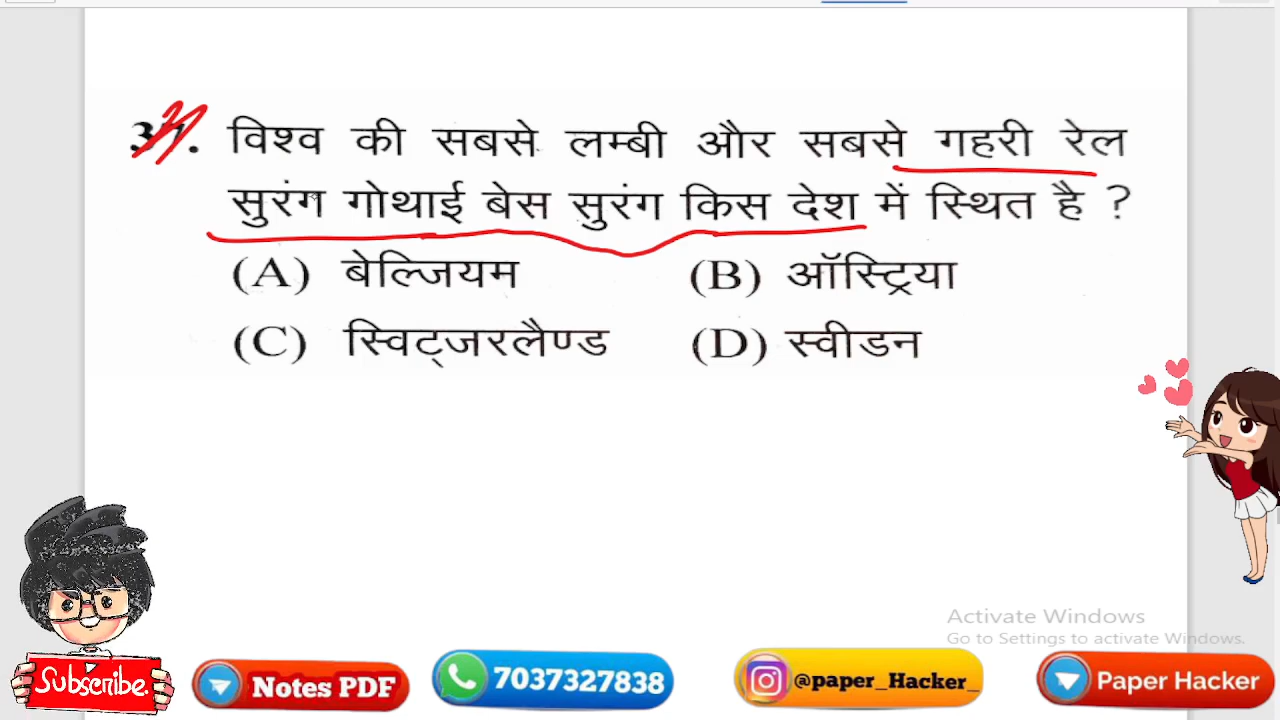 विश्व की सबसे लम्बी और सबसे गहरी रेल
सुरंग गोथाई बेस सुरंग किस देश में स्थित है ?
(A) बेल्जियम (B) ऑस्ट्रिया
(C) स्विट्जरलैण्ड (D) स्वीडन
Activate Windows
Go to Settings to activate Windows.
Subscribe.
Notes PDF
7037327838
@paper_Hacker_
Paper Hacker